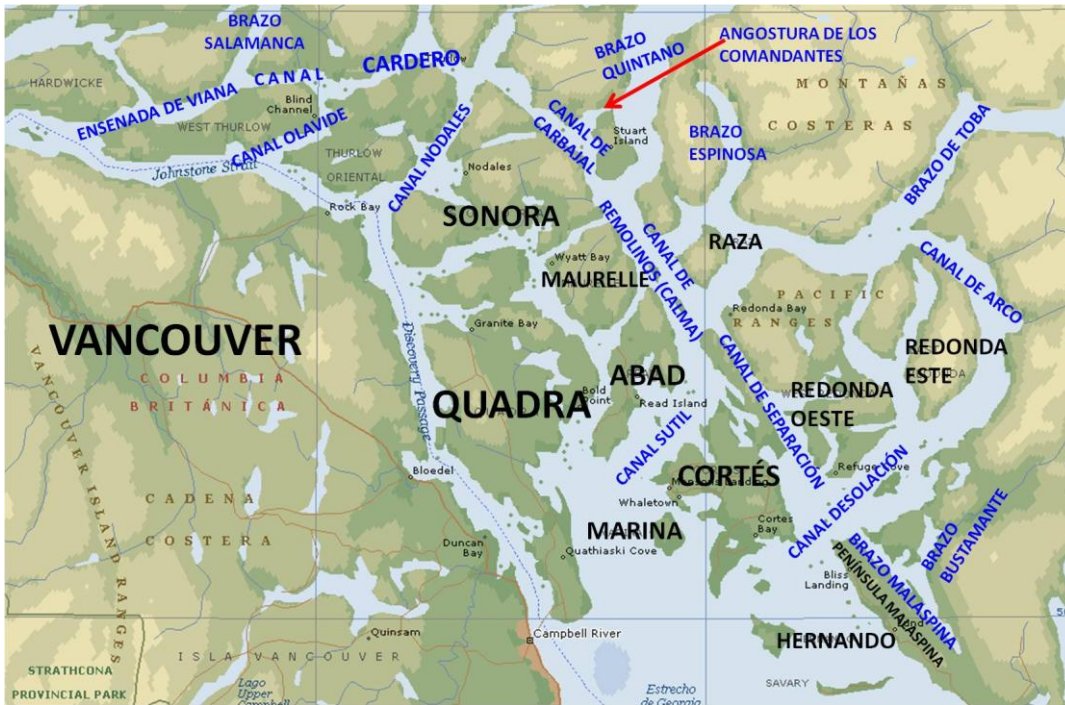 BRAZO
SALAMANCA
CARDERO
BRAZO
QUINTANO
ANGOSTURA DE LOS
COMANDANTES
HARDWICKE
ENSENADA DE VIANA
CANAL
Blind
Channel
MONTAÑAS
COSTERAS
WEST THURLOW
CANAL OLAVIDE
CANAL NODALES
CANAL DE
CARBAJAL
Stuart
Island
BRAZO
ESPINOSA
BRAZO DE TOBA
Johnstone Strait
THURLOW
ORIENTAL
Nodales
Rock Bay
SONORA
CANAL DE
REMOLINOS (CALMA)
RAZA
CANAL DE ARCO
Wyatt Bay
MAURELLE
PACIFIC
RANGES
Redonda Bay
VANCOUVER
Granite Bay
Discovery Passage
COLUMBIA
BRITÁNICA
VANCOUVER ISLAND RANGES
QUADRA
Bold
Point
ABAD
Read Island
CANAL SUTIL
CANAL DE SEPARACIÓN
REDONDA
OESTE
REDONDA
ESTE
Bloedel
CADENA
COSTERA
CORTÉS
Mansons Landing
Whaletown
Refuge Cove
MARINA
Cortes
Bay
CANAL DESOLACIÓN
Duncan
Bay
Quathiaski Cove
BRAZO
BUSTAMANTE
BRAZO MALASPINA
PENÍNSULA MALASPINA
Bliss
Landing
Quinsam
Campbell River
HERNANDO
ISLA VANCOUVER
STRATHCONA
PROVINCIAL PARK
Lago
Upper
Campbell
Estrecho
de Georgia
SAVARY